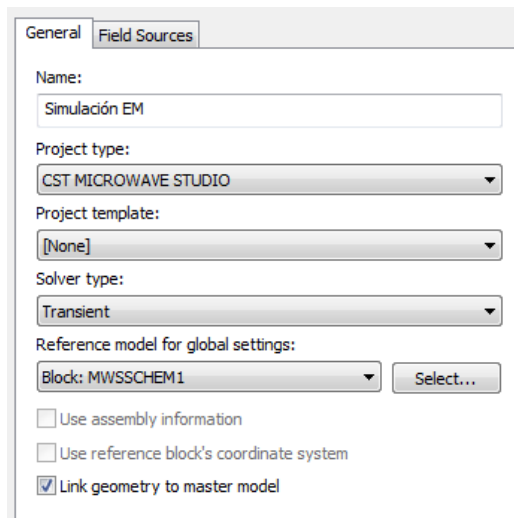 General Field Sources
Name:
Simulación EM
Project type:
CST MICROWAVE STUDIO
Project template:
[None]
Solver type:
Transient
Reference model for global settings:
Block: MWSSCHEM1 Select...
Use assembly information
Use reference block's coordinate system
Link geometry to master model